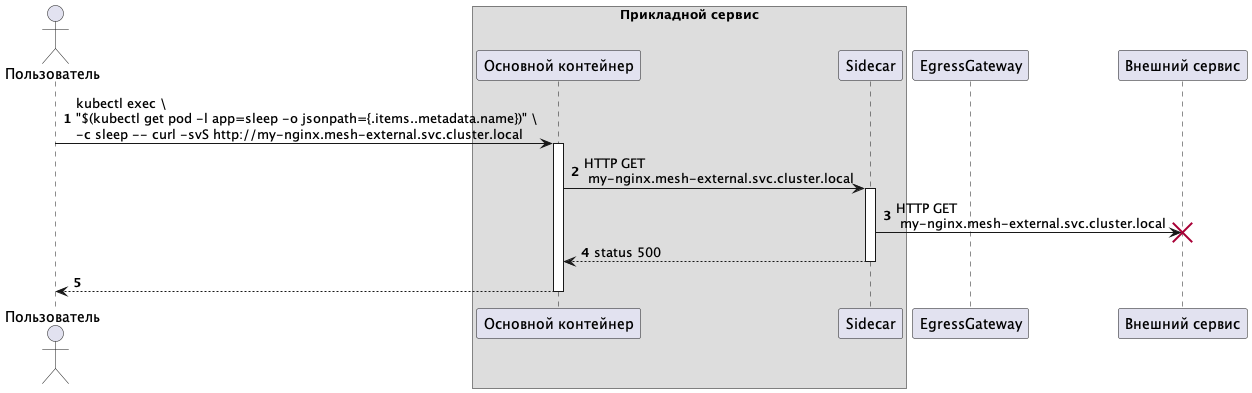 Прикладной сервис
Пользователь
Основной контейнер
Sidecar
EgressGateway
Внешний сервис
kubectl exec \
1 "$(kubectl get pod -l app=sleep -o jsonpath={.items..metadata.name})" \
-c sleep -- curl -svS http://my-nginx.mesh-external.svc.cluster.local
2 HTTP GET
my-nginx.mesh-external.svc.cluster.local
3 HTTP GET
my-nginx.mesh-external.svc.cluster.local
4 status 500
5
Пользователь
Основной контейнер
Sidecar
EgressGateway
Внешний сервис